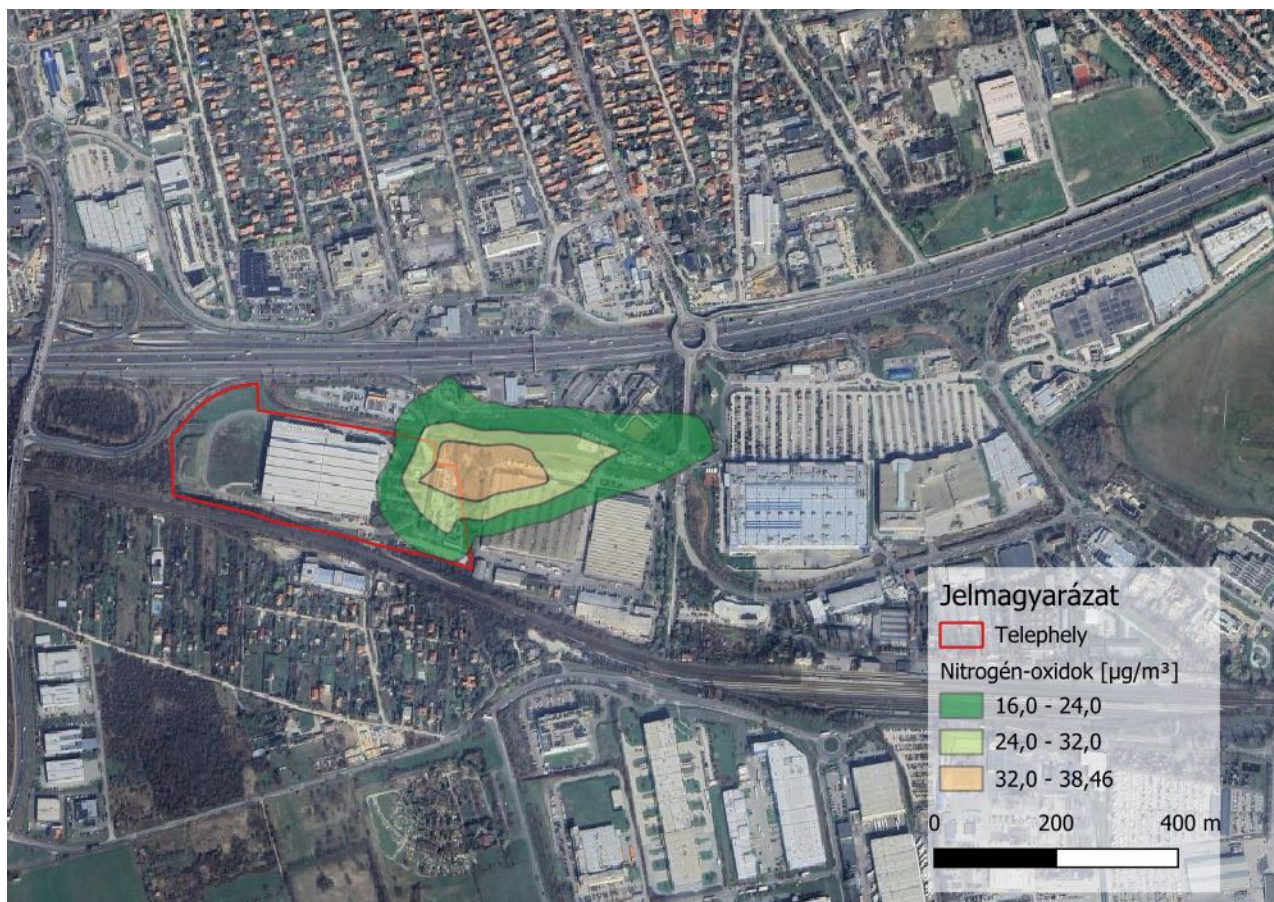 Jelmagyarázat
Telephely
Nitrogén-oxidok [µg/m³]
16,0 - 24,0
24,0 - 32,0
32,0 - 38,46
0 200 400 m